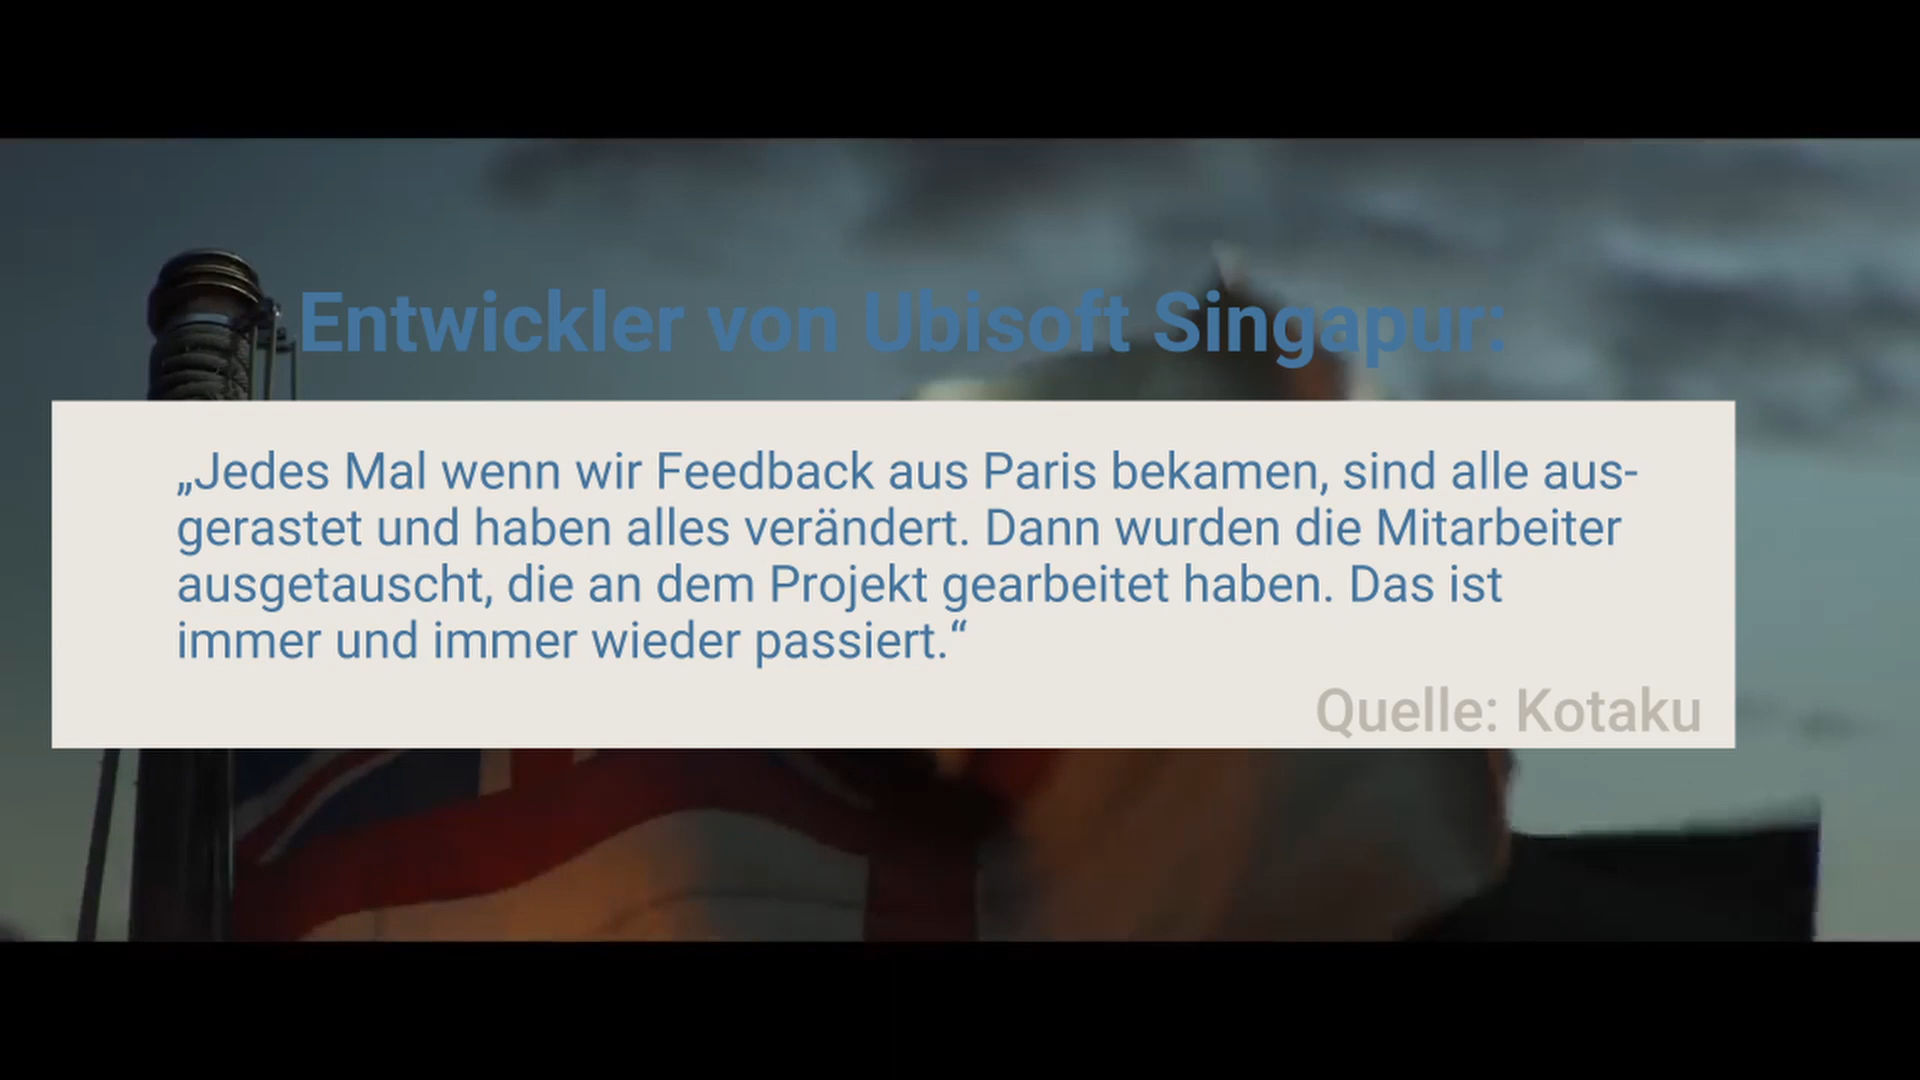 Entwickler von Ubisoft Singapur:
„Jedes Mal wenn wir Feedback aus Paris bekamen, sind alle aus-
gerastet und haben alles verändert. Dann wurden die Mitarbeiter
ausgetauscht, die an dem Projekt gearbeitet haben. Das ist
immer und immer wieder passiert.“
Quelle: Kotaku